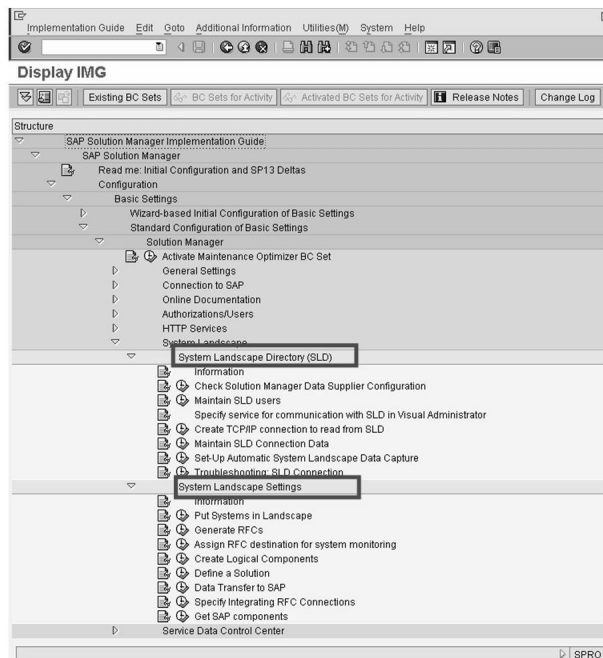 Implementation Guide Edit Goto Additional Information Utilities(M) System Help
Display IMG
Existing BC Sets BC Sets for Activity Activated BC Sets for Activity Release Notes Change Log
Structure
SAP Solution Manager Implementation Guide
SAP Solution Manager
Read me: Initial Configuration and SP13 Deltas
Configuration
Basic Settings
Wizard-based Initial Configuration of Basic Settings
Standard Configuration of Basic Settings
Solution Manager
Activate Maintenance Optimizer BC Set
General Settings
Connection to SAP
Online Documentation
Authorizations/Users
HTTP Services
System Landscape
System Landscape Directory (SLD)
Information
Check Solution Manager Data Supplier Configuration
Maintain SLD users
Specify service for communication with SLD in Visual Administrator
Create TCP/IP connection to read from SLD
Maintain SLD Connection Data
Set-Up Automatic System Landscape Data Capture
Troubleshooting: SLD Connection
System Landscape Settings
Information
Put Systems in Landscape
Generate RFCs
Assign RFC destination for system monitoring
Create Logical Components
Define a Solution
Data Transfer to SAP
Specify Integrating RFC Connections
Get SAP components
Service Data Control Center
SPRO